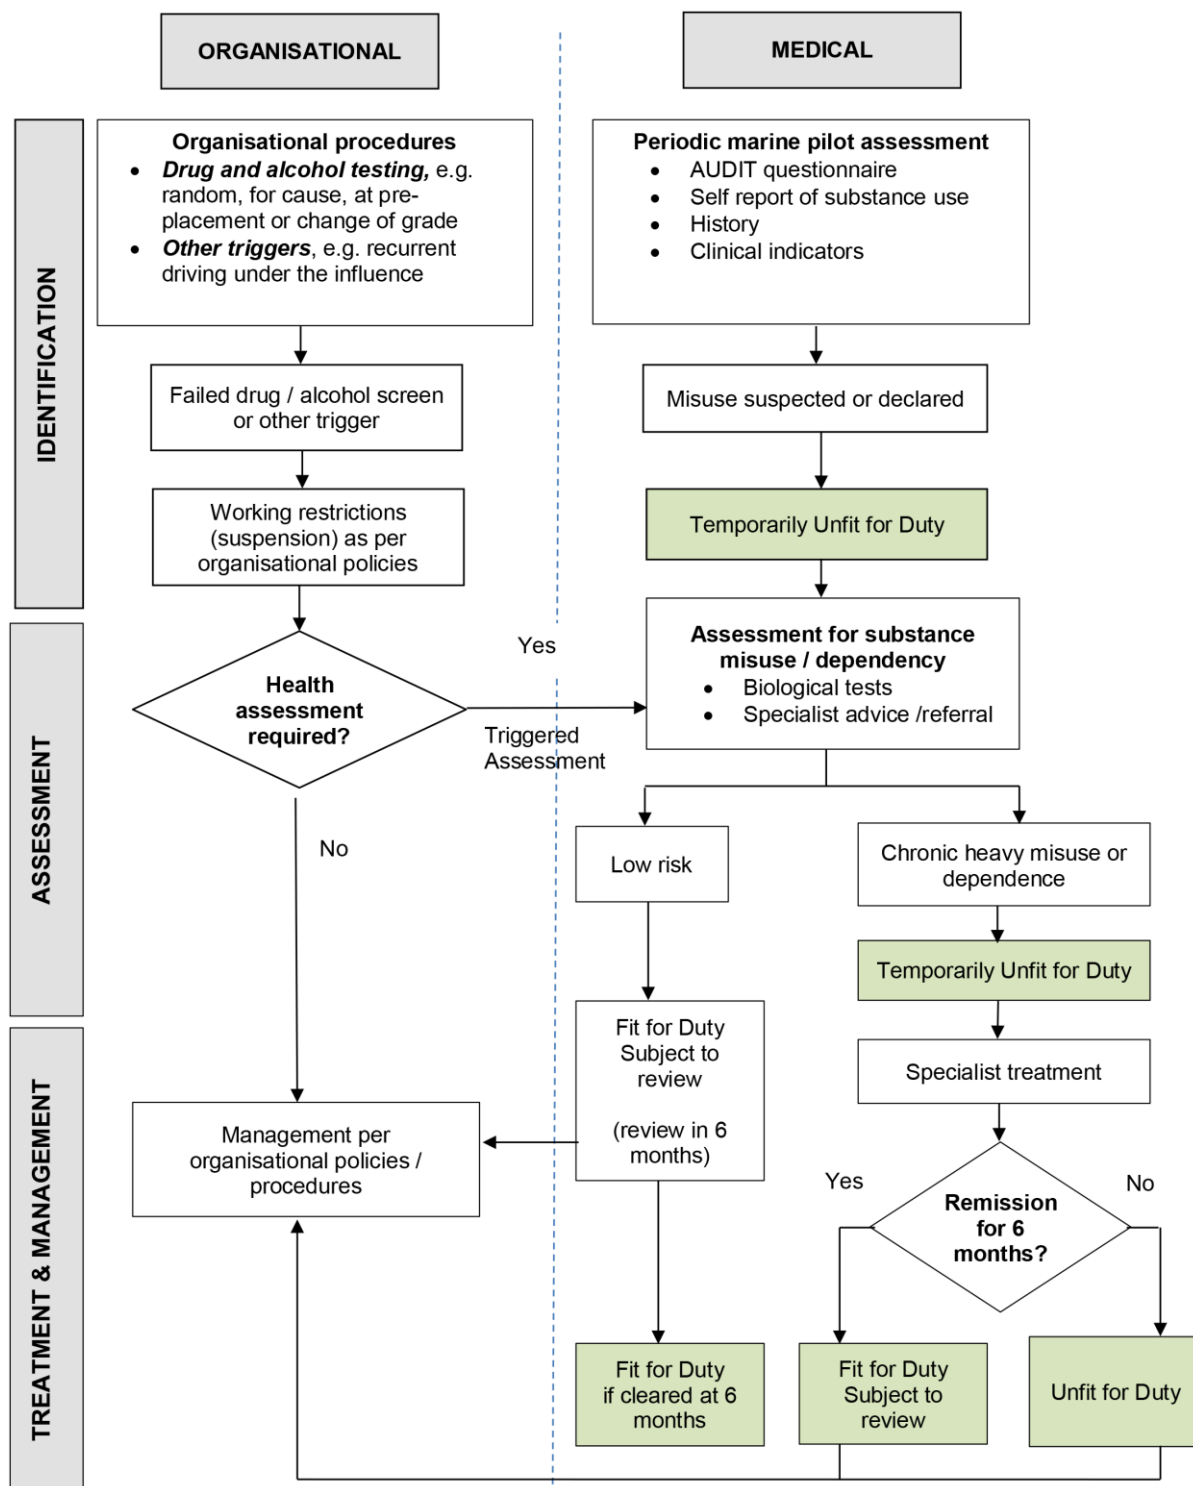 ORGANISATIONAL
MEDICAL
IDENTIFICATION
Organisational procedures
• Drug and alcohol testing, e.g.
random, for cause, at pre-
placement or change of grade
• Other triggers, e.g. recurrent
driving under the influence
Periodic marine pilot assessment
• AUDIT questionnaire
• Self report of substance use
• History
• Clinical indicators
Failed drug / alcohol screen
or other trigger
Misuse suspected or declared
Working restrictions
(suspension) as per
organisational policies
Temporarily Unfit for Duty
ASSESSMENT
Health
assessment
required?
Yes
Triggered
Assessment
No
Assessment for substance
misuse / dependency
• Biological tests
• Specialist advice /referral
Low risk
Chronic heavy misuse or
dependence
Temporarily Unfit for Duty
TREATMENT & MANAGEMENT
Management per
organisational policies /
procedures
Fit for Duty
Subject to
review
(review in 6
months)
Specialist treatment
Yes
No
Remission
for 6
months?
Fit for Duty
if cleared at 6
months
Fit for Duty
Subject to
review
Unfit for Duty